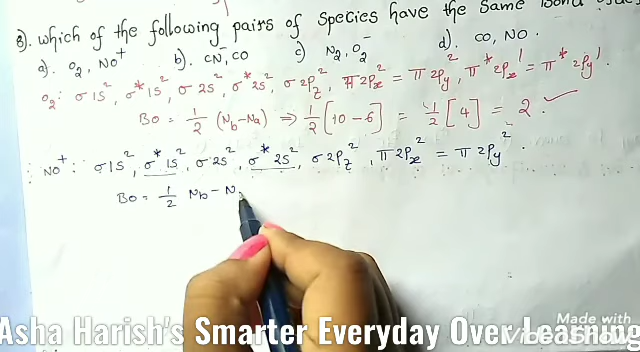 8). which of the following pairs of species have the same bond
a). O₂, NO⁺ b). CN⁻, CO c) N₂, O₂⁻ d). CO, NO.
O₂: σ1s², σ*1s², σ2s², σ*2s², σ2Pz², π2Px² = π2Py², π*2Px¹ = π*2Py¹
BO = 1/2 (Nb-Na) ⇒ 1/2 [10-6] = 1/2 [4] = 2 ✓
∴ NO⁺: σ1s², σ*1s², σ2s², σ*2s², σ2Pz², π2Px² = π2Py².
BO = 1/2 Nb-N
Asha Harish's Smarter Everyday Over Learning
Made with
VideoShow